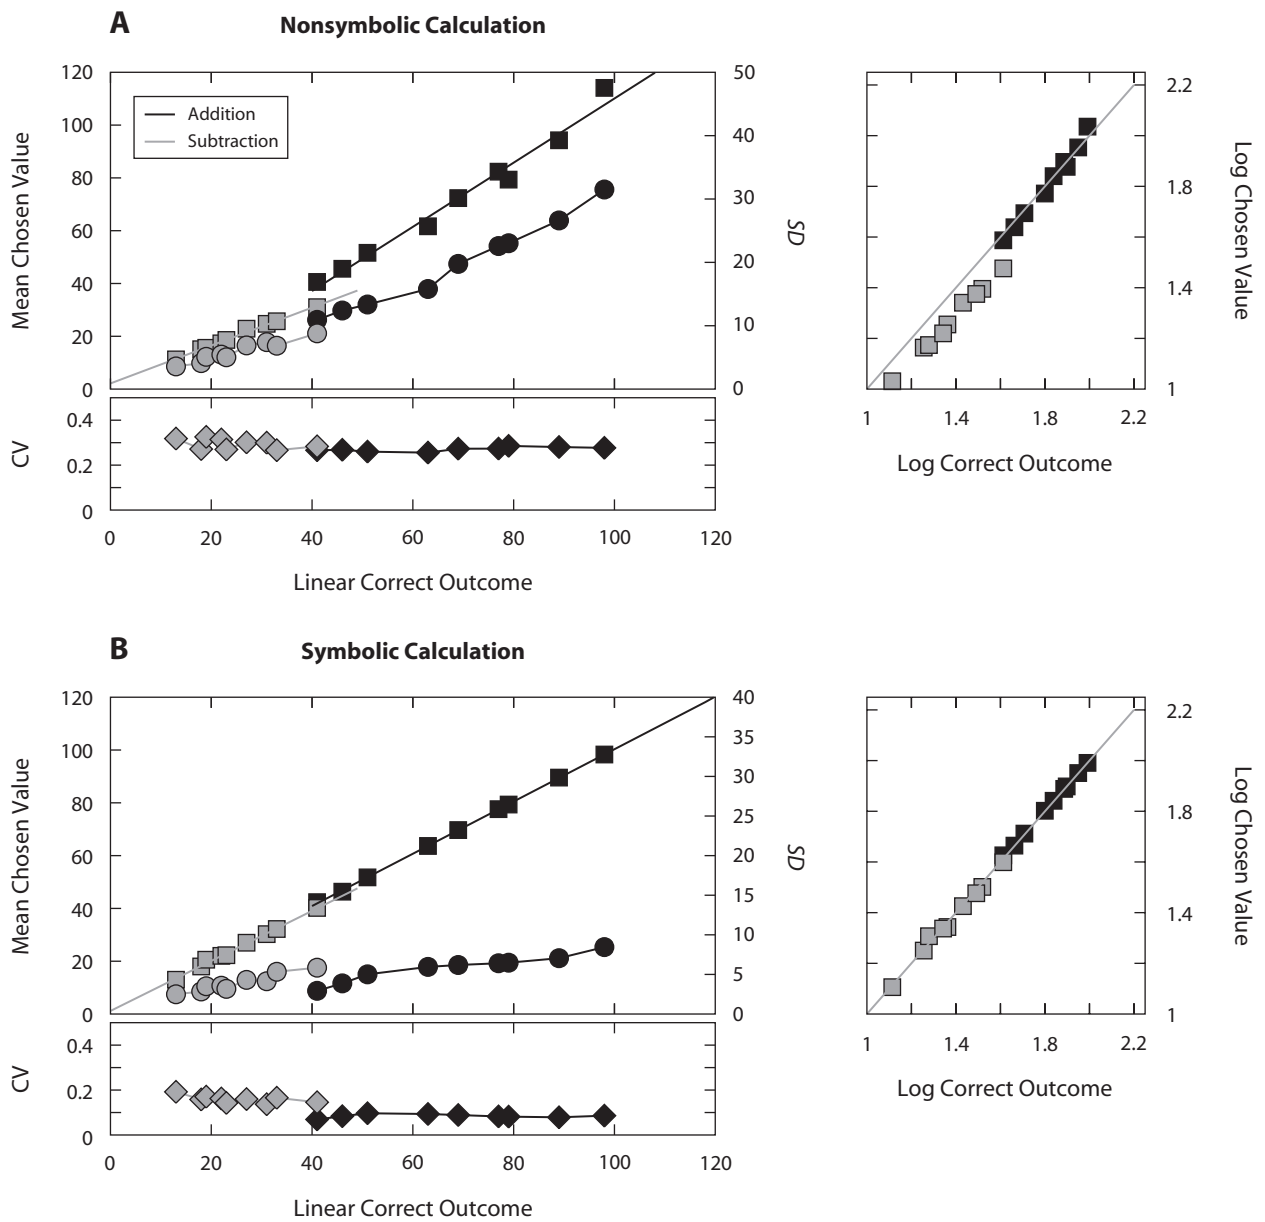 A
Nonsymbolic Calculation
120
100
80
60
40
20
0
Mean Chosen Value
Addition
Subtraction
50
40
30
20
10
0
SD
0.4
0.2
0
CV
0 20 40 60 80 100 120
Linear Correct Outcome
2.2
1.8
1.4
1
Log Chosen Value
1 1.4 1.8 2.2
Log Correct Outcome
B
Symbolic Calculation
120
100
80
60
40
20
0
Mean Chosen Value
40
35
30
25
20
15
10
5
0
SD
0.4
0.2
0
CV
0 20 40 60 80 100 120
Linear Correct Outcome
2.2
1.8
1.4
1
Log Chosen Value
1 1.4 1.8 2.2
Log Correct Outcome